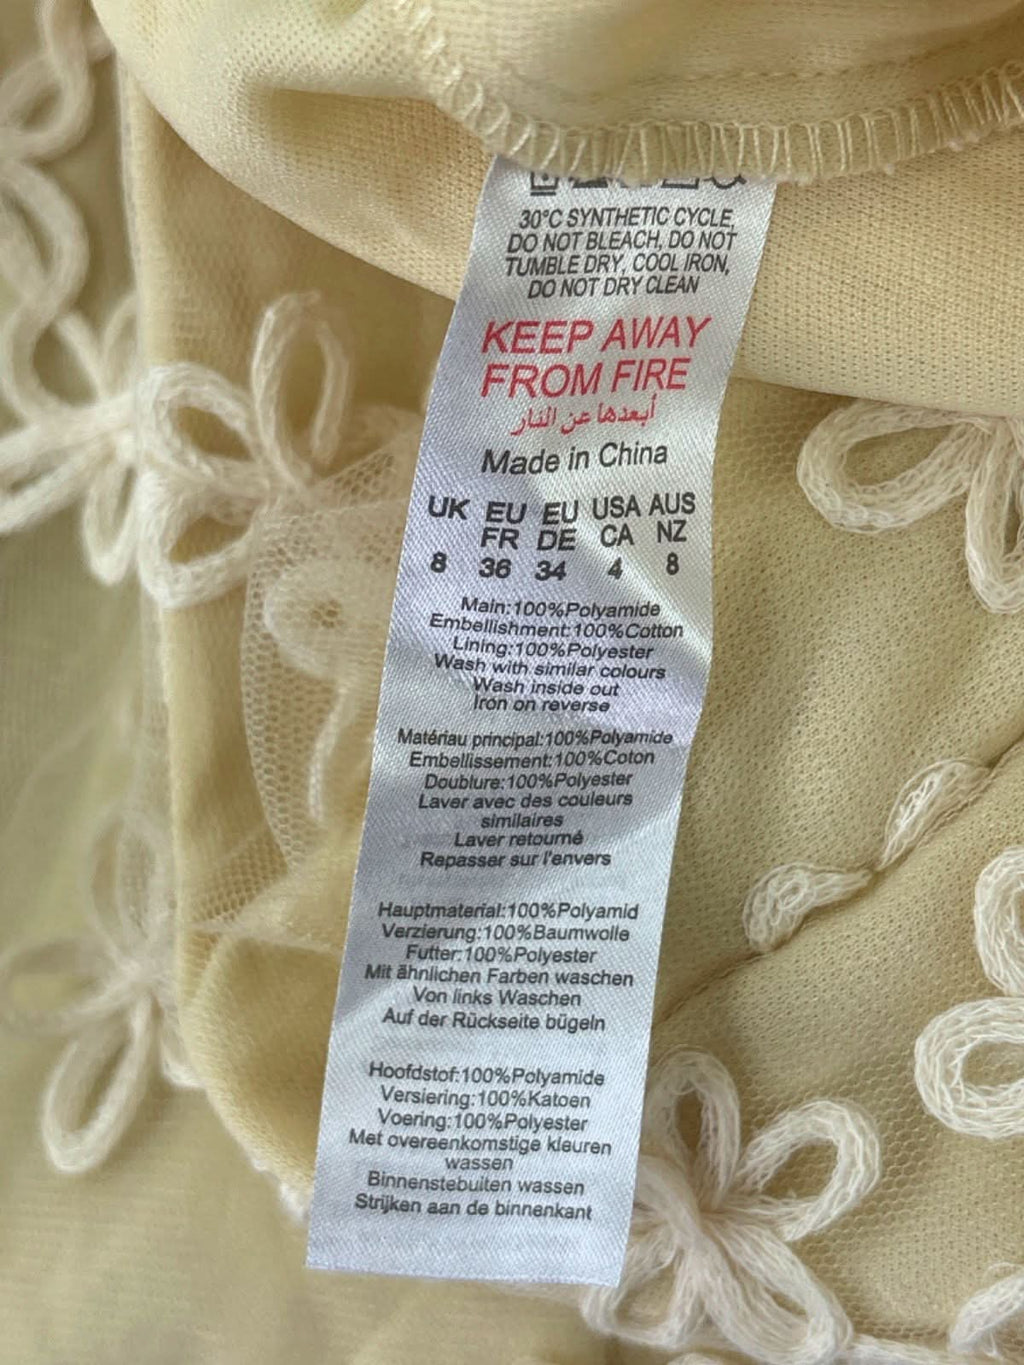 30°C SYNTHETIC CYCLE,
DO NOT BLEACH, DO NOT
TUMBLE DRY, COOL IRON,
DO NOT DRY CLEAN
KEEP AWAY
FROM FIRE
أبعدها عن النار
Made in China
UK EU EU USA AUS
FR DE CA NZ
8 36 34 4 8
Main:100%Polyamide
Embellishment:100%Cotton
Lining:100%Polyester
Wash with similar colours
Wash inside out
Iron on reverse
Matériau principal:100%Polyamide
Embellissement:100%Coton
Doublure:100%Polyester
Laver avec des couleurs
similaires
Laver retourné
Repasser sur l'envers
Hauptmaterial:100%Polyamid
Verzierung:100%Baumwolle
Futter:100%Polyester
Mit ähnlichen Farben waschen
Von links Waschen
Auf der Rückseite bügeln
Hoofdstof:100%Polyamide
Versiering:100%Katoen
Voering:100%Polyester
Met overeenkomstige kleuren
wassen
Binnenstebuiten wassen
Strijken aan de binnenkant